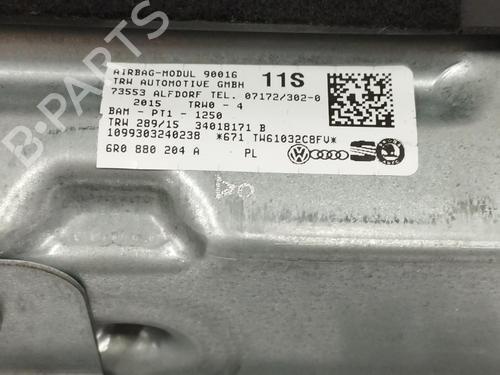 AIRBAG-MODUL 90016 11S
TRW AUTOMOTIVE GMBH
73553 ALFDORF TEL. 07172/302-0
2015 TRW0 - 4
BAM - PT1 - 1250
TRW 289/15 34018171 B
1099303240238 *671 TW61032C8FV*
6R0 880 204 A PL
B-Parts